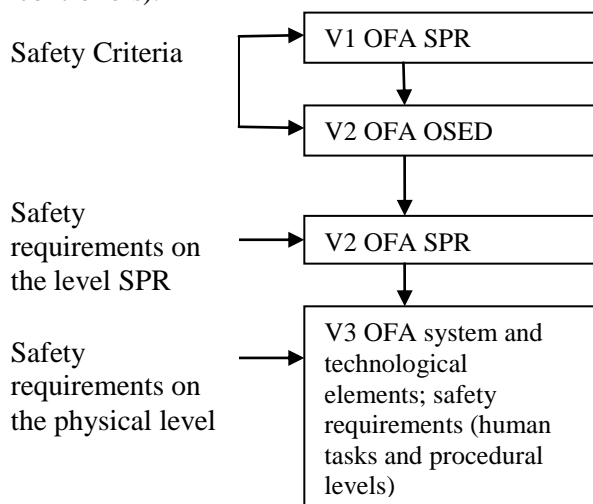 Safety Criteria
V1 OFA SPR
V2 OFA OSED
Safety
requirements on
the level SPR
V2 OFA SPR
Safety
requirements on
the physical level
V3 OFA system and
technological
elements; safety
requirements (human
tasks and procedural
levels)